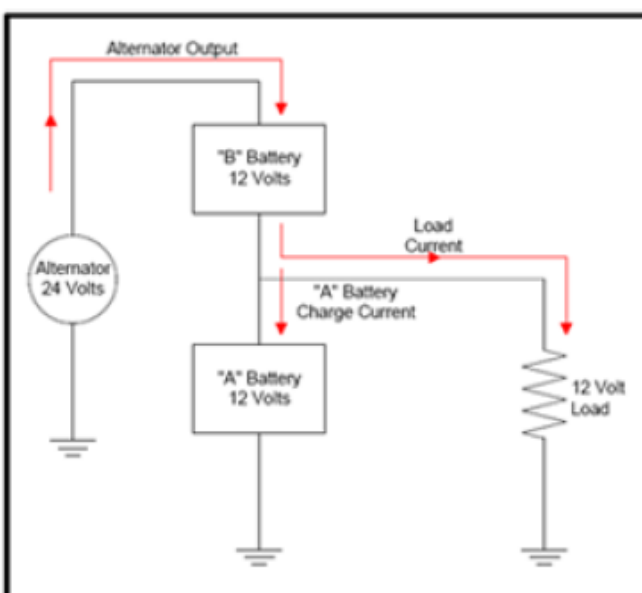 Alternator Output
"B" Battery
12 Volts
Load
Current
Alternator
24 Volts
"A" Battery
Charge Current
"A" Battery
12 Volts
12 Volt
Load